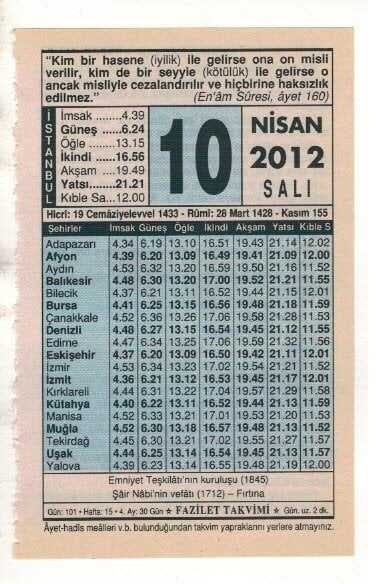 “Kim bir hasene (iyilik) ile gelirse ona on misli
verilir, kim de bir seyyie (kötülük) ile gelirse o
ancak misliyle cezalandırılır ve hiçbirine haksızlık
edilmez.” (En'âm Sûresi, âyet 160)
İSTANBUL
İmsak ..........4.39
Güneş ......6.24
Öğle ..........13.15
İkindi ......16.56
Akşam ....19.49
Yatsı........21.21
Kıble Sa...12.00
10
NİSAN
2012
SALI
Hicrî: 19 Cemâziyelevvel 1433 - Rûmî: 28 Mart 1428 - Kasım 155
Şehirler İmsak Güneş Öğle İkindi Akşam Yatsı Kıble S
Adapazarı 4.34 6.19 13.10 16.51 19.43 21.14 12.02
Afyon 4.39 6.20 13.09 16.49 19.41 21.09 12.00
Aydın 4.53 6.32 13.20 16.59 19.50 21.16 11.52
Balıkesir 4.48 6.30 13.20 17.00 19.52 21.21 11.55
Bilecik 4.37 6.21 13.11 16.52 19.44 21.15 12.01
Bursa 4.41 6.25 13.15 16.56 19.48 21.18 11.59
Çanakkale 4.52 6.36 13.26 17.06 19.58 21.28 11.53
Denizli 4.48 6.27 13.15 16.54 19.45 21.12 11.55
Edirne 4.47 6.34 13.25 17.06 19.59 21.32 11.56
Eskişehir 4.37 6.20 13.09 16.50 19.42 21.11 12.01
İzmir 4.53 6.34 13.23 17.02 19.54 21.21 11.52
İzmit 4.36 6.21 13.12 16.53 19.45 21.17 12.01
Kırklareli 4.44 6.31 13.22 17.04 19.57 21.29 11.58
Kütahya 4.40 6.22 13.11 16.52 19.44 21.13 11.59
Manisa 4.52 6.33 13.21 17.01 19.53 21.20 11.53
Muğla 4.52 6.30 13.18 16.57 19.48 21.13 11.52
Tekirdağ 4.45 6.30 13.21 17.02 19.55 21.27 11.57
Uşak 4.44 6.25 13.14 16.54 19.45 21.13 11.57
Yalova 4.39 6.23 13.14 16.55 19.48 21.19 12.00
Emniyet Teşkilâtı'nın kuruluşu (1845)
Şâir Nâbi'nin vefâtı (1712) – Fırtına
Gün: 101 • Hafta: 15 • 4. Ay: 30 Gün ★ FAZİLET TAKVİMİ ★ Gün. uz. 2 dk.
Âyet-hadîs meâlleri v.b. bulunduğundan takvim yapraklarını yerlere atmayınız.